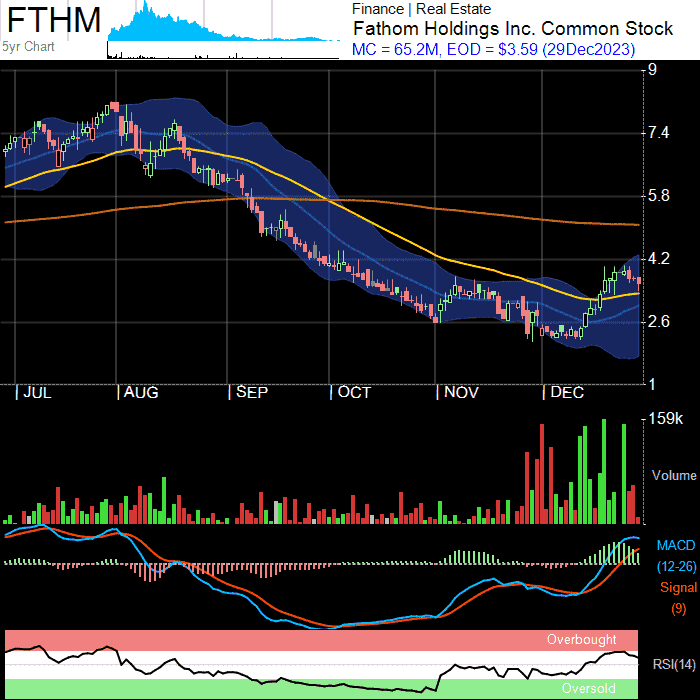 FTHM
5yr Chart
Finance | Real Estate
Fathom Holdings Inc. Common Stock
MC = 65.2M, EOD = $3.59 (29Dec2023)
9
7.4
5.8
4.2
2.6
1
| JUL | AUG | SEP | OCT | NOV | DEC
159k
Volume
MACD
(12-26)
Signal
(9)
Overbought
RSI(14)
Oversold